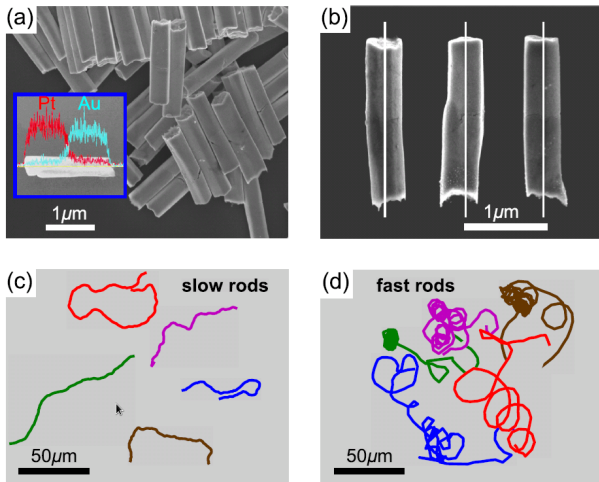 (a)
Pt Au
1μm
(b)
1μm
(c) slow rods
50μm
(d) fast rods
50μm